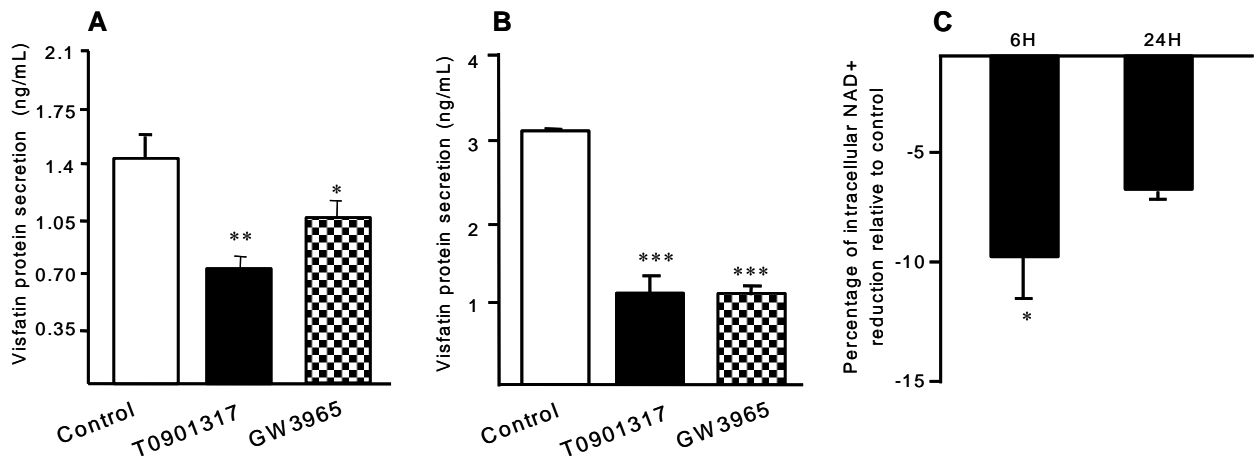 A
Visfatin protein secretion (ng/mL)
2.1
1.75
1.4
1.05
0.70
0.35
**
*
Control
T0901317
GW3965
B
Visfatin protein secretion (ng/mL)
4
3
2
1
***
***
Control
T0901317
GW3965
C
6H
24H
Percentage of intracellular NAD+
reduction relative to control
-5
-10
-15
*